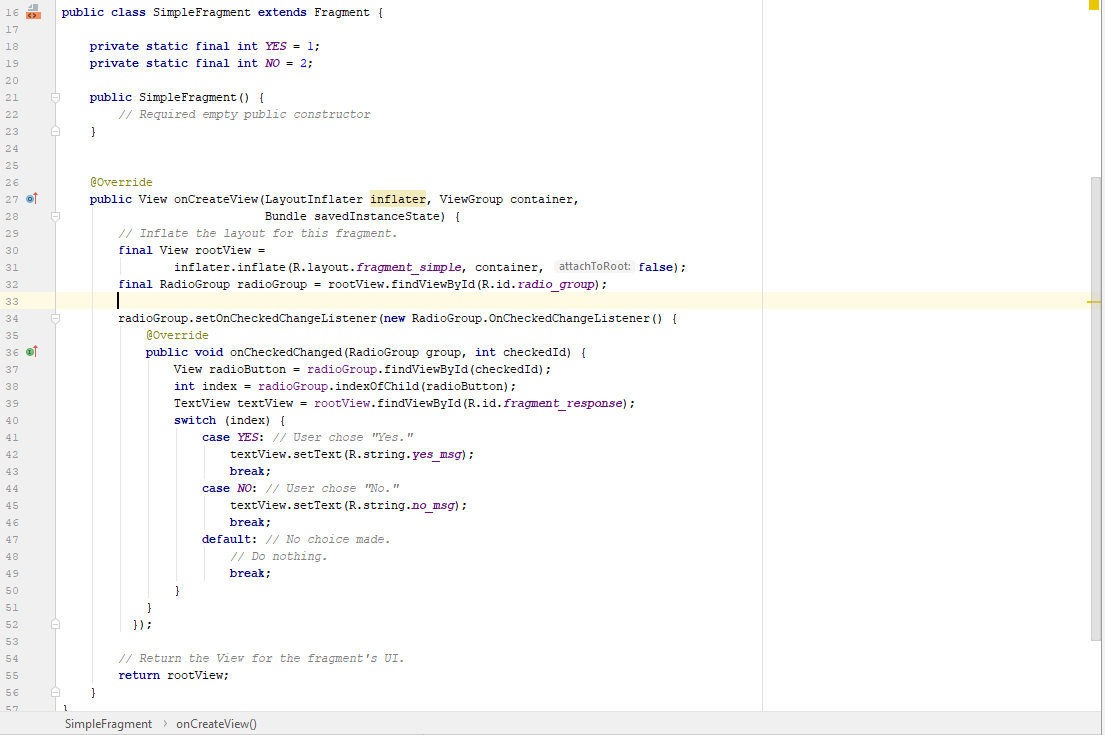 16 public class SimpleFragment extends Fragment {
17
18     private static final int YES = 1;
19     private static final int NO = 2;
20
21     public SimpleFragment() {
22         // Required empty public constructor
23     }
24
25
26     @Override
27     public View onCreateView(LayoutInflater inflater, ViewGroup container,
28                              Bundle savedInstanceState) {
29         // Inflate the layout for this fragment.
30         final View rootView =
31                 inflater.inflate(R.layout.fragment_simple, container, attachToRoot: false);
32         final RadioGroup radioGroup = rootView.findViewById(R.id.radio_group);
33
34         radioGroup.setOnCheckedChangeListener(new RadioGroup.OnCheckedChangeListener() {
35             @Override
36             public void onCheckedChanged(RadioGroup group, int checkedId) {
37                 View radioButton = radioGroup.findViewById(checkedId);
38                 int index = radioGroup.indexOfChild(radioButton);
39                 TextView textView = rootView.findViewById(R.id.fragment_response);
40                 switch (index) {
41                     case YES: // User chose "Yes."
42                         textView.setText(R.string.yes_msg);
43                         break;
44                     case NO: // User chose "No."
45                         textView.setText(R.string.no_msg);
46                         break;
47                     default: // No choice made.
48                         // Do nothing.
49                         break;
50                 }
51             }
52           });
53
54         // Return the View for the fragment's UI.
55         return rootView;
56     }
57 }
SimpleFragment › onCreateView()